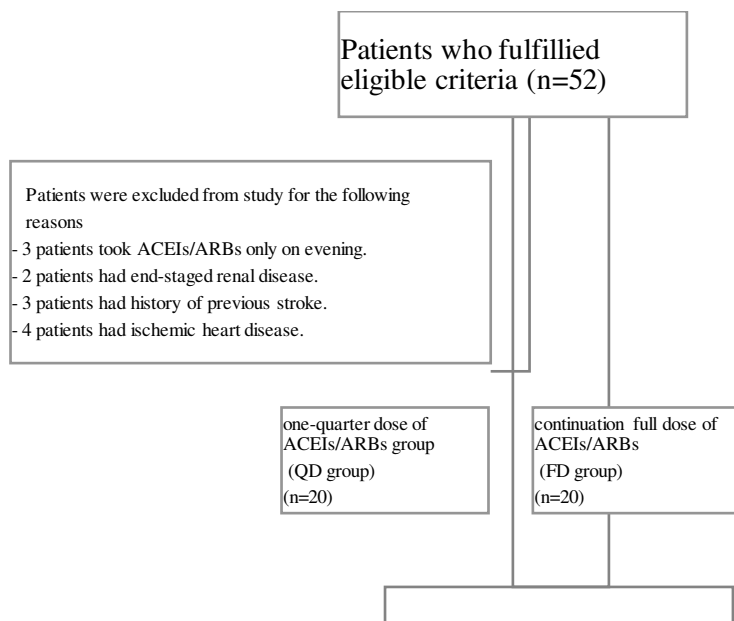 Patients who fulfillied
eligible criteria (n=52)
Patients were excluded from study for the following
reasons
- 3 patients took ACEIs/ARBs only on evening.
- 2 patients had end-staged renal disease.
- 3 patients had history of previous stroke.
- 4 patients had ischemic heart disease.
one-quarter dose of
ACEIs/ARBs group
(QD group)
(n=20)
continuation full dose of
ACEIs/ARBs
(FD group)
(n=20)